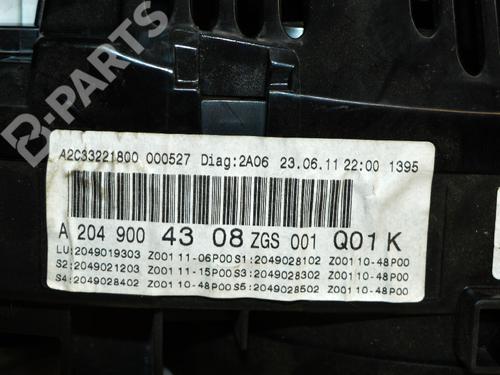 B-PARTS
A2C33221800 000527 Diag:2A06 23.06.11 22:00 1395
A 204 900 43 08 ZGS 001 Q01 K
LU:2049019303 Z001 11-06P00 S1:2049028102 Z001 10-48P00
S2:2049021203 Z001 11-15P00 S3:2049028302 Z001 10-48P00
S4:2049028402 Z001 10-48P00 S5:2049028502 Z001 10-48P00